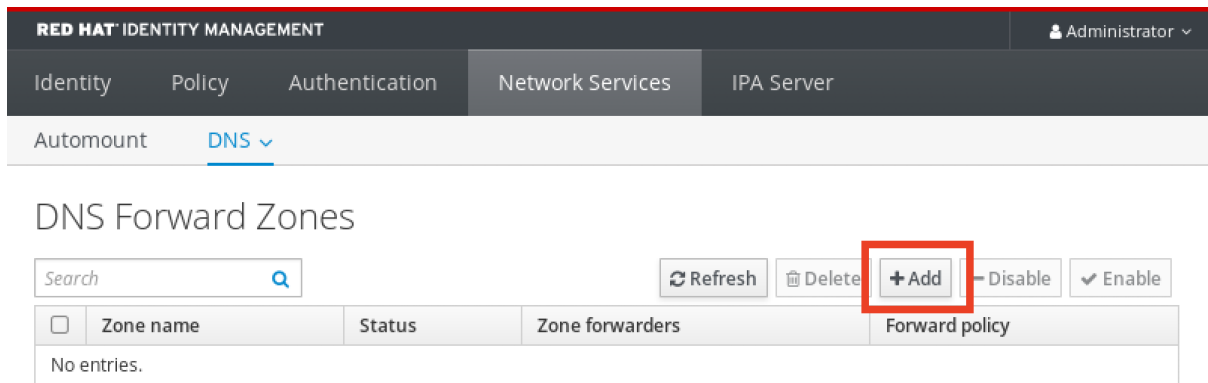 RED HAT® IDENTITY MANAGEMENT
Administrator
Identity Policy Authentication Network Services IPA Server
Automount DNS
DNS Forward Zones
Search Refresh Delete Add Disable Enable
Zone name Status Zone forwarders Forward policy
No entries.